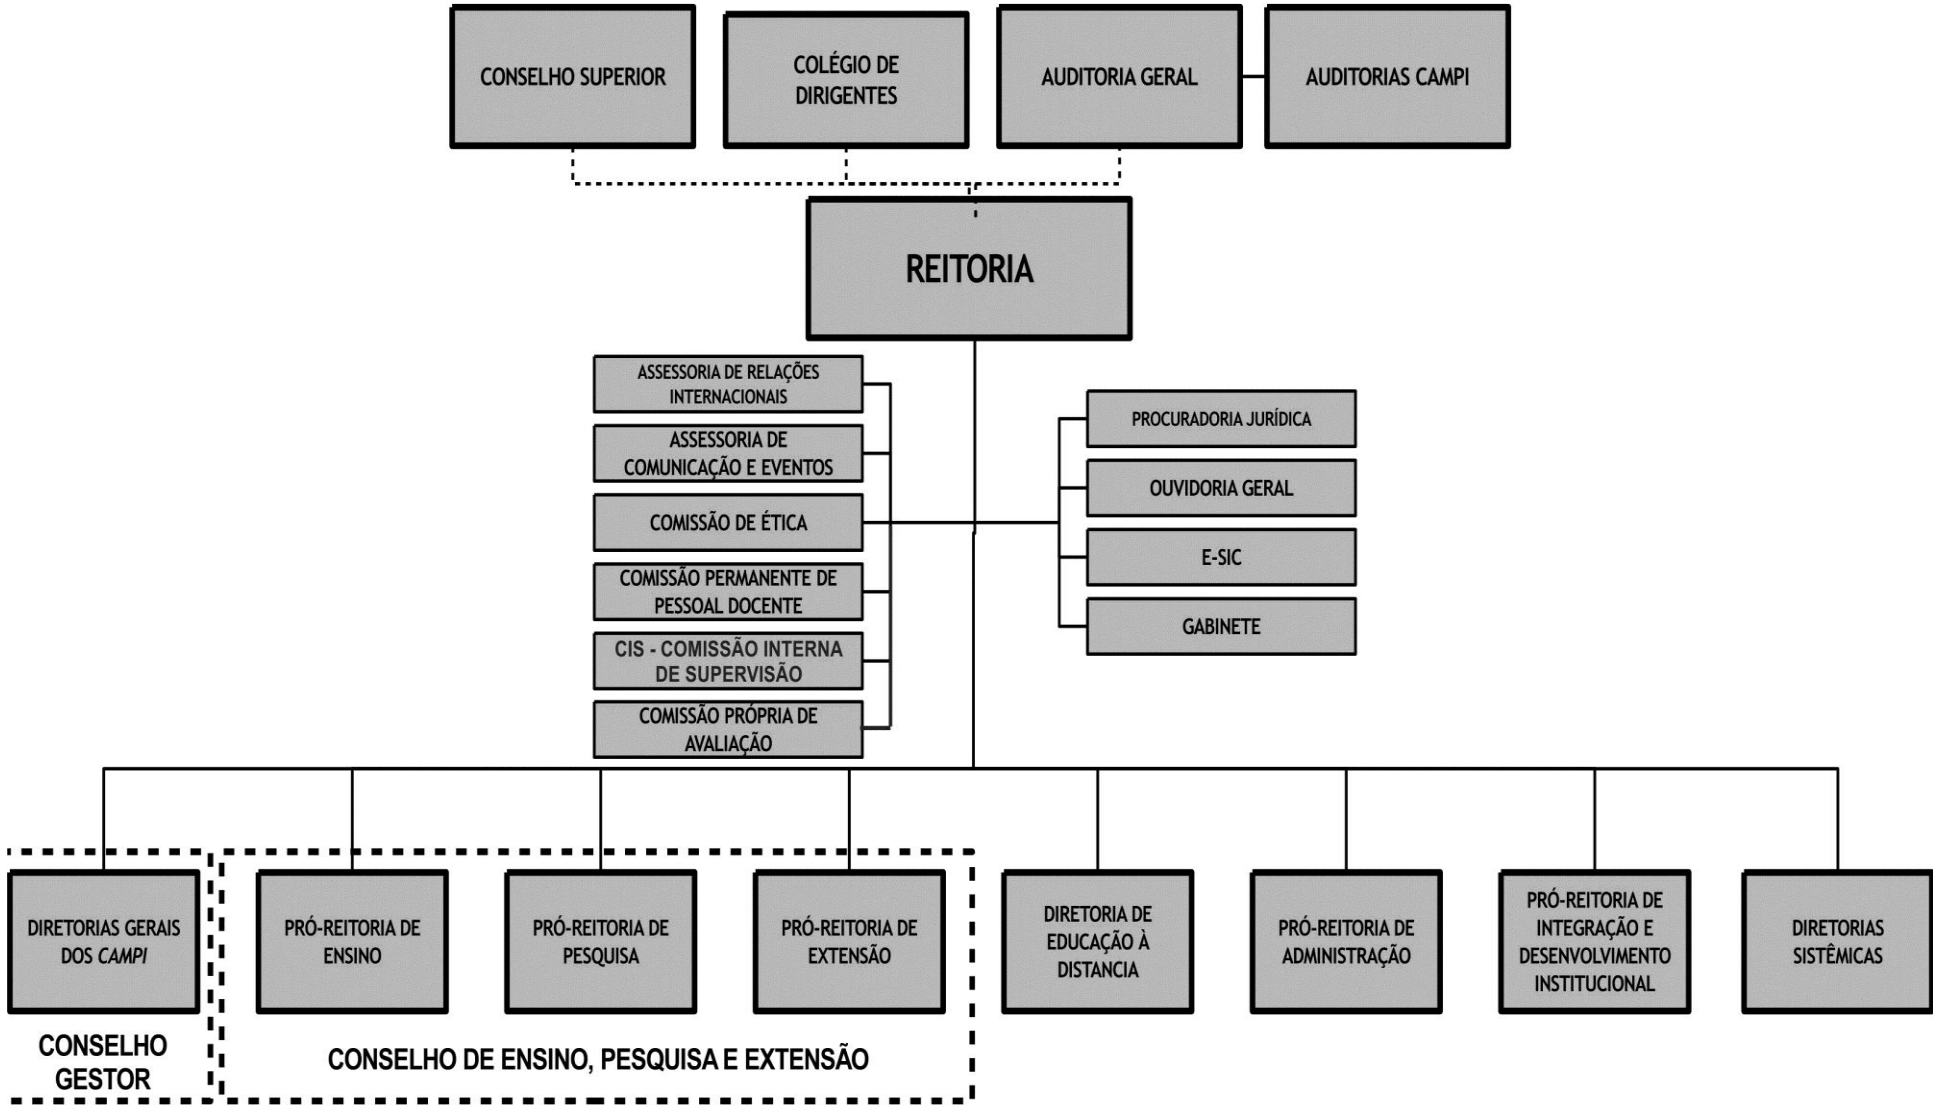 CONSELHO SUPERIOR
COLÉGIO DE
DIRIGENTES
AUDITORIA GERAL
AUDITORIAS CAMPI
REITORIA
ASSESSORIA DE RELAÇÕES
INTERNACIONAIS
ASSESSORIA DE
COMUNICAÇÃO E EVENTOS
COMISSÃO DE ÉTICA
COMISSÃO PERMANENTE DE
PESSOAL DOCENTE
CIS - COMISSÃO INTERNA
DE SUPERVISÃO
COMISSÃO PRÓPRIA DE
AVALIAÇÃO
PROCURADORIA JURÍDICA
OUVIDORIA GERAL
E-SIC
GABINETE
DIRETORIAS GERAIS
DOS CAMPI
PRÓ-REITORIA DE
ENSINO
PRÓ-REITORIA DE
PESQUISA
PRÓ-REITORIA DE
EXTENSÃO
DIRETORIA DE
EDUCAÇÃO À
DISTANCIA
PRÓ-REITORIA DE
ADMINISTRAÇÃO
PRÓ-REITORIA DE
INTEGRAÇÃO E
DESENVOLVIMENTO
INSTITUCIONAL
DIRETORIAS
SISTÊMICAS
CONSELHO
GESTOR
CONSELHO DE ENSINO, PESQUISA E EXTENSÃO